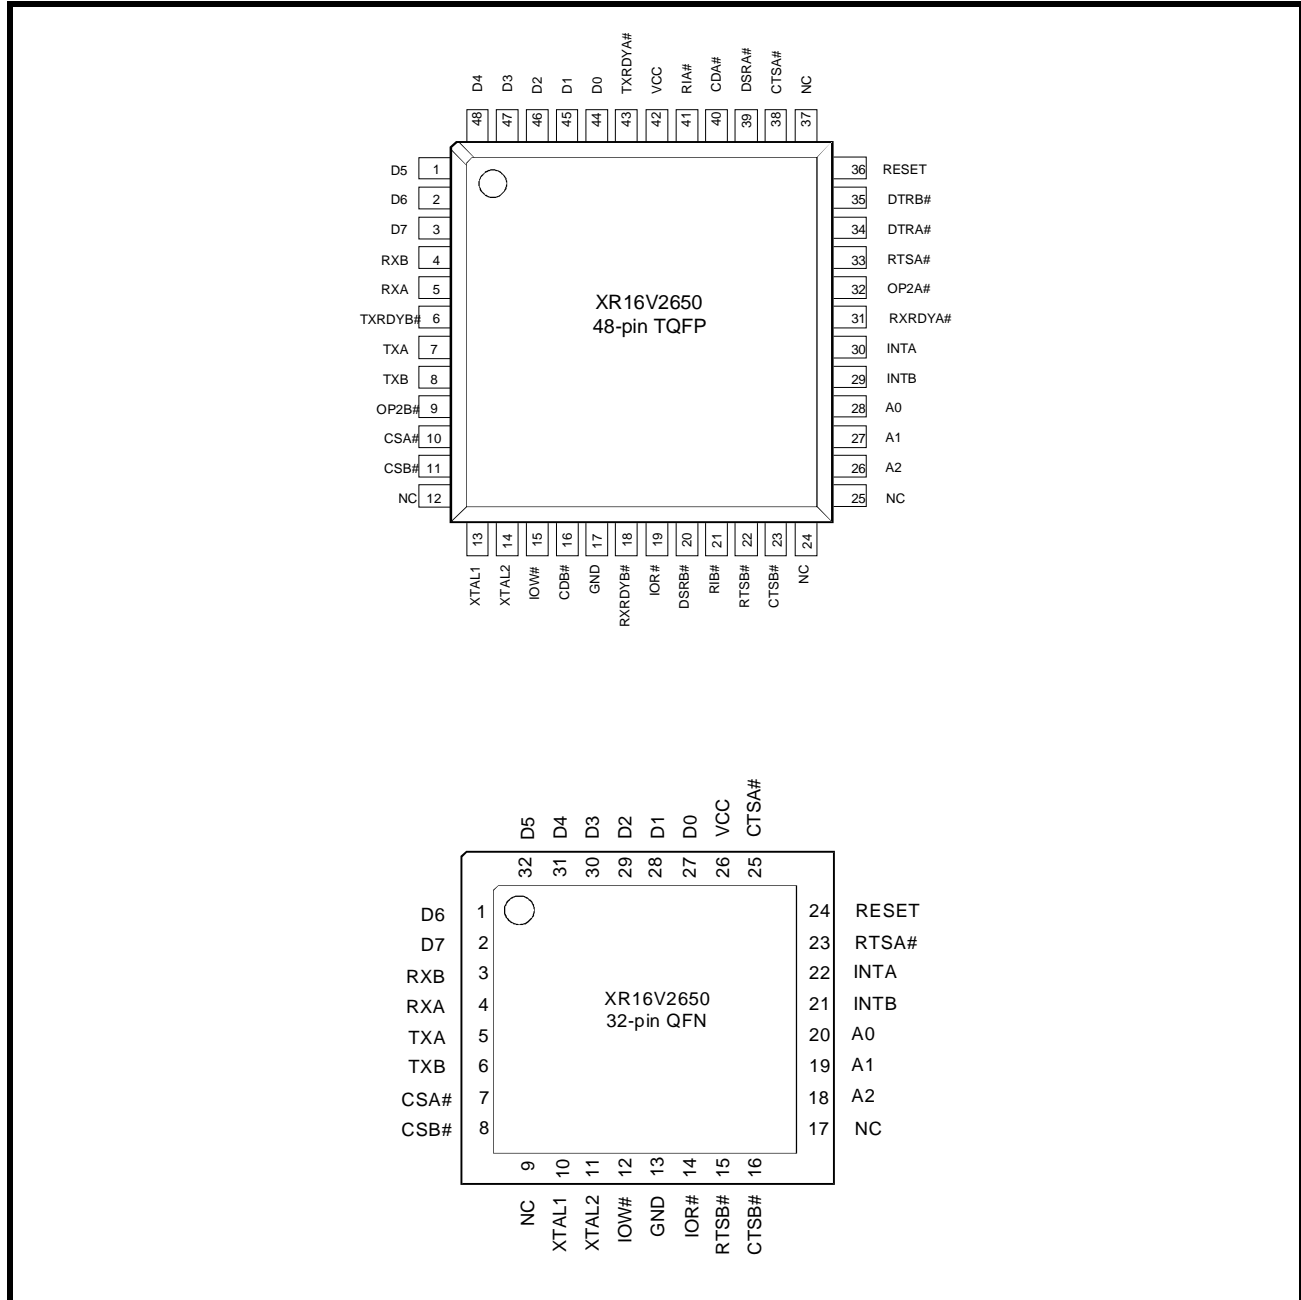 D4 D3 D2 D1 D0 TXRDYA# VCC RIA# CDA# DSRA# CTSA# NC
48 47 46 45 44 43 42 41 40 39 38 37
D5 1 36 RESET
D6 2 35 DTRB#
D7 3 34 DTRA#
RXB 4 33 RTSA#
RXA 5 32 OP2A#
TXRDYB# 6 31 RXRDYA#
TXA 7 30 INTA
TXB 8 29 INTB
OP2B# 9 28 A0
CSA# 10 27 A1
CSB# 11 26 A2
NC 12 25 NC
XR16V2650
48-pin TQFP
13 14 15 16 17 18 19 20 21 22 23 24
XTAL1 XTAL2 IOW# CDB# GND RXRDYB# IOR# DSRB# RIB# RTSB# CTSB# NC
D5 D4 D3 D2 D1 D0 VCC CTSA#
32 31 30 29 28 27 26 25
D6 1 24 RESET
D7 2 23 RTSA#
RXB 3 22 INTA
RXA 4 21 INTB
TXA 5 20 A0
TXB 6 19 A1
CSA# 7 18 A2
CSB# 8 17 NC
XR16V2650
32-pin QFN
9 10 11 12 13 14 15 16
NC XTAL1 XTAL2 IOW# GND IOR# RTSB# CTSB#